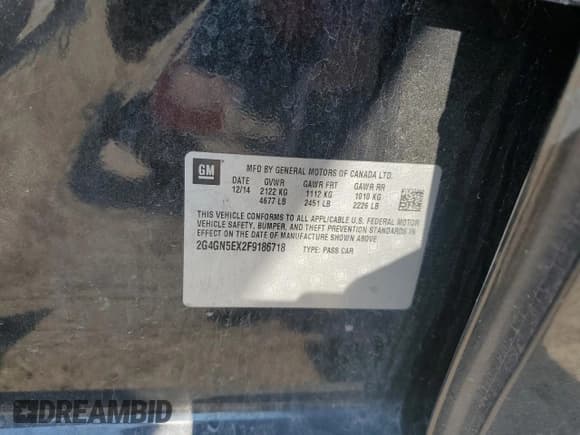 GM
MFD BY GENERAL MOTORS OF CANADA LTD.
DATE GVWR GAWR FRT GAWR RR
12/14 2122 KG 1112 KG 1010 KG
4677 LB 2451 LB 2226 LB
THIS VEHICLE CONFORMS TO ALL APPLICABLE U.S. FEDERAL MOTOR
VEHICLE SAFETY, BUMPER, AND THEFT PREVENTION STANDARDS
IN EFFECT ON THE DATE OF MANUFACTURE SHOWN ABOVE.
2G4GN5EX2F9186718 TYPE: PASS CAR
DREAMBID